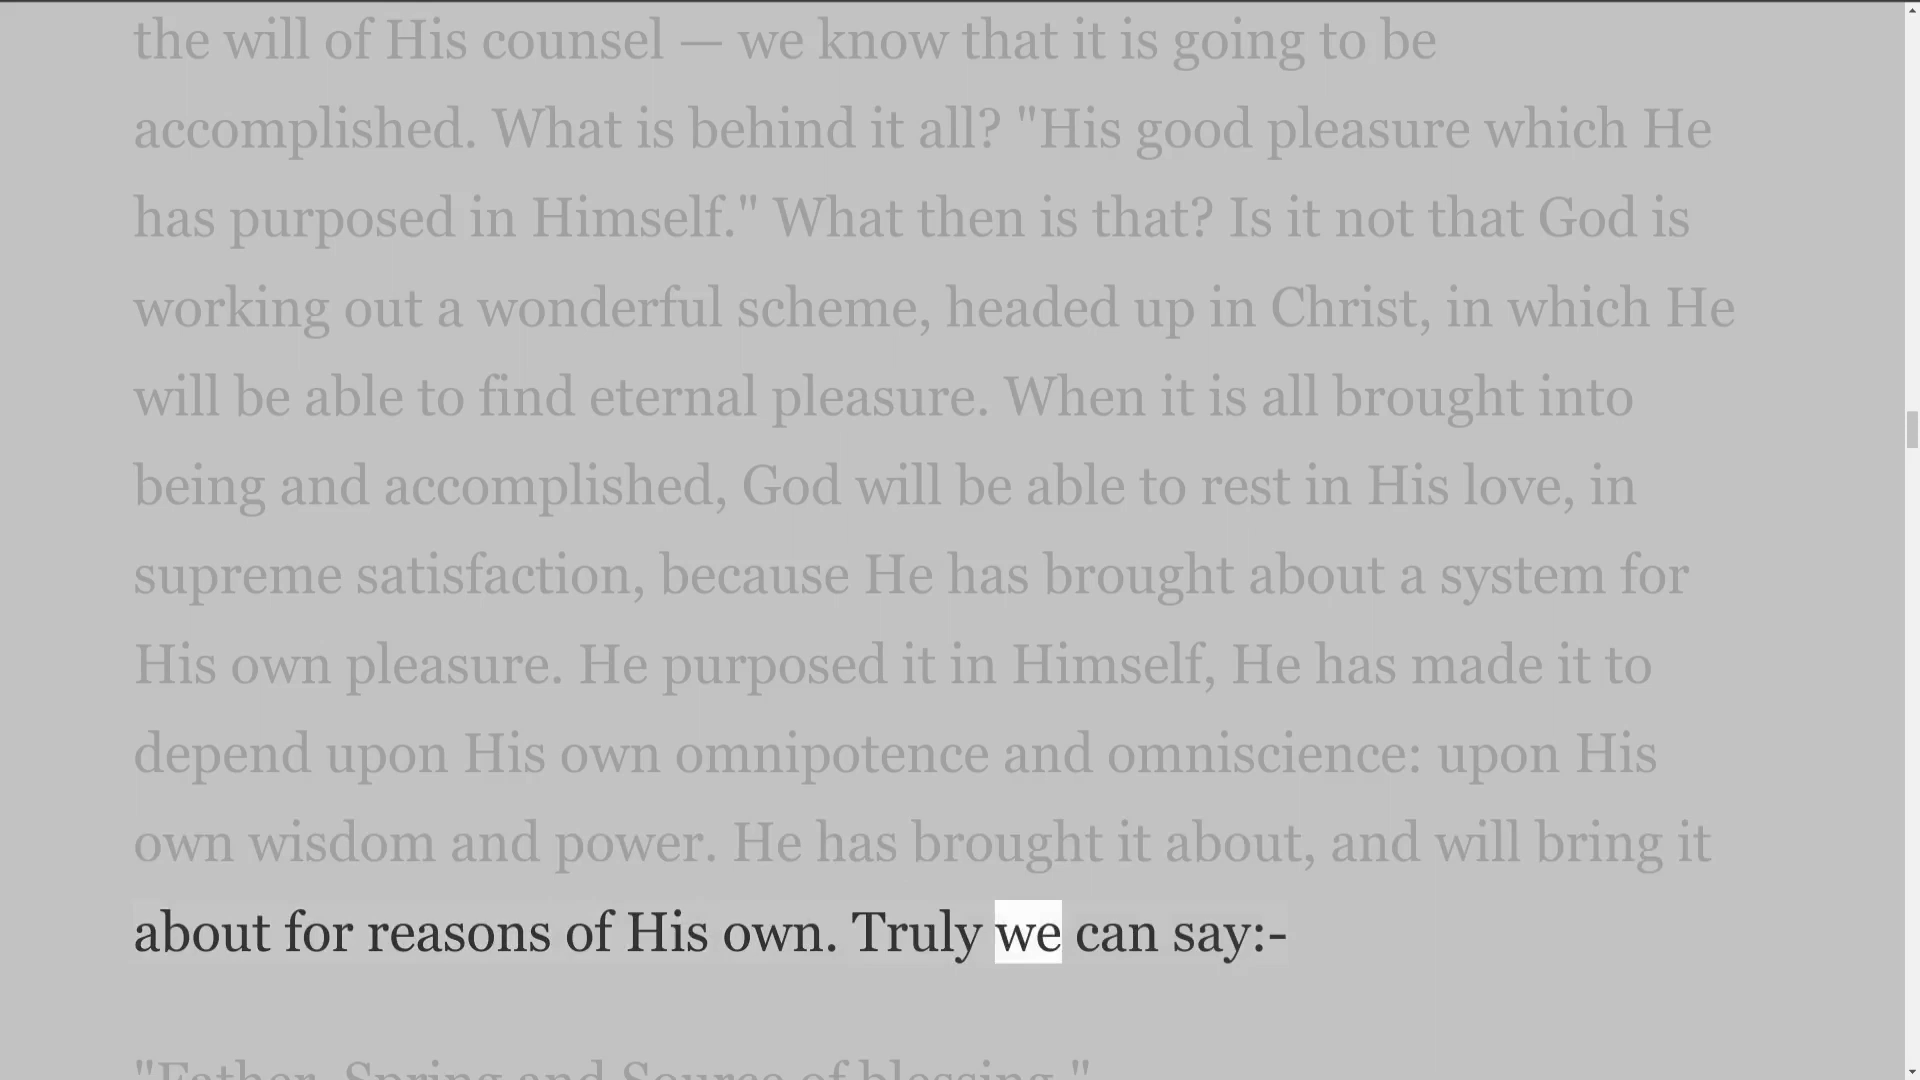 the will of His counsel — we know that it is going to be
accomplished. What is behind it all? "His good pleasure which He
has purposed in Himself." What then is that? Is it not that God is
working out a wonderful scheme, headed up in Christ, in which He
will be able to find eternal pleasure. When it is all brought into
being and accomplished, God will be able to rest in His love, in
supreme satisfaction, because He has brought about a system for
His own pleasure. He purposed it in Himself, He has made it to
depend upon His own omnipotence and omniscience: upon His
own wisdom and power. He has brought it about, and will bring it
about for reasons of His own. Truly we can say:-
"Father, Spring and Source of blessing,"